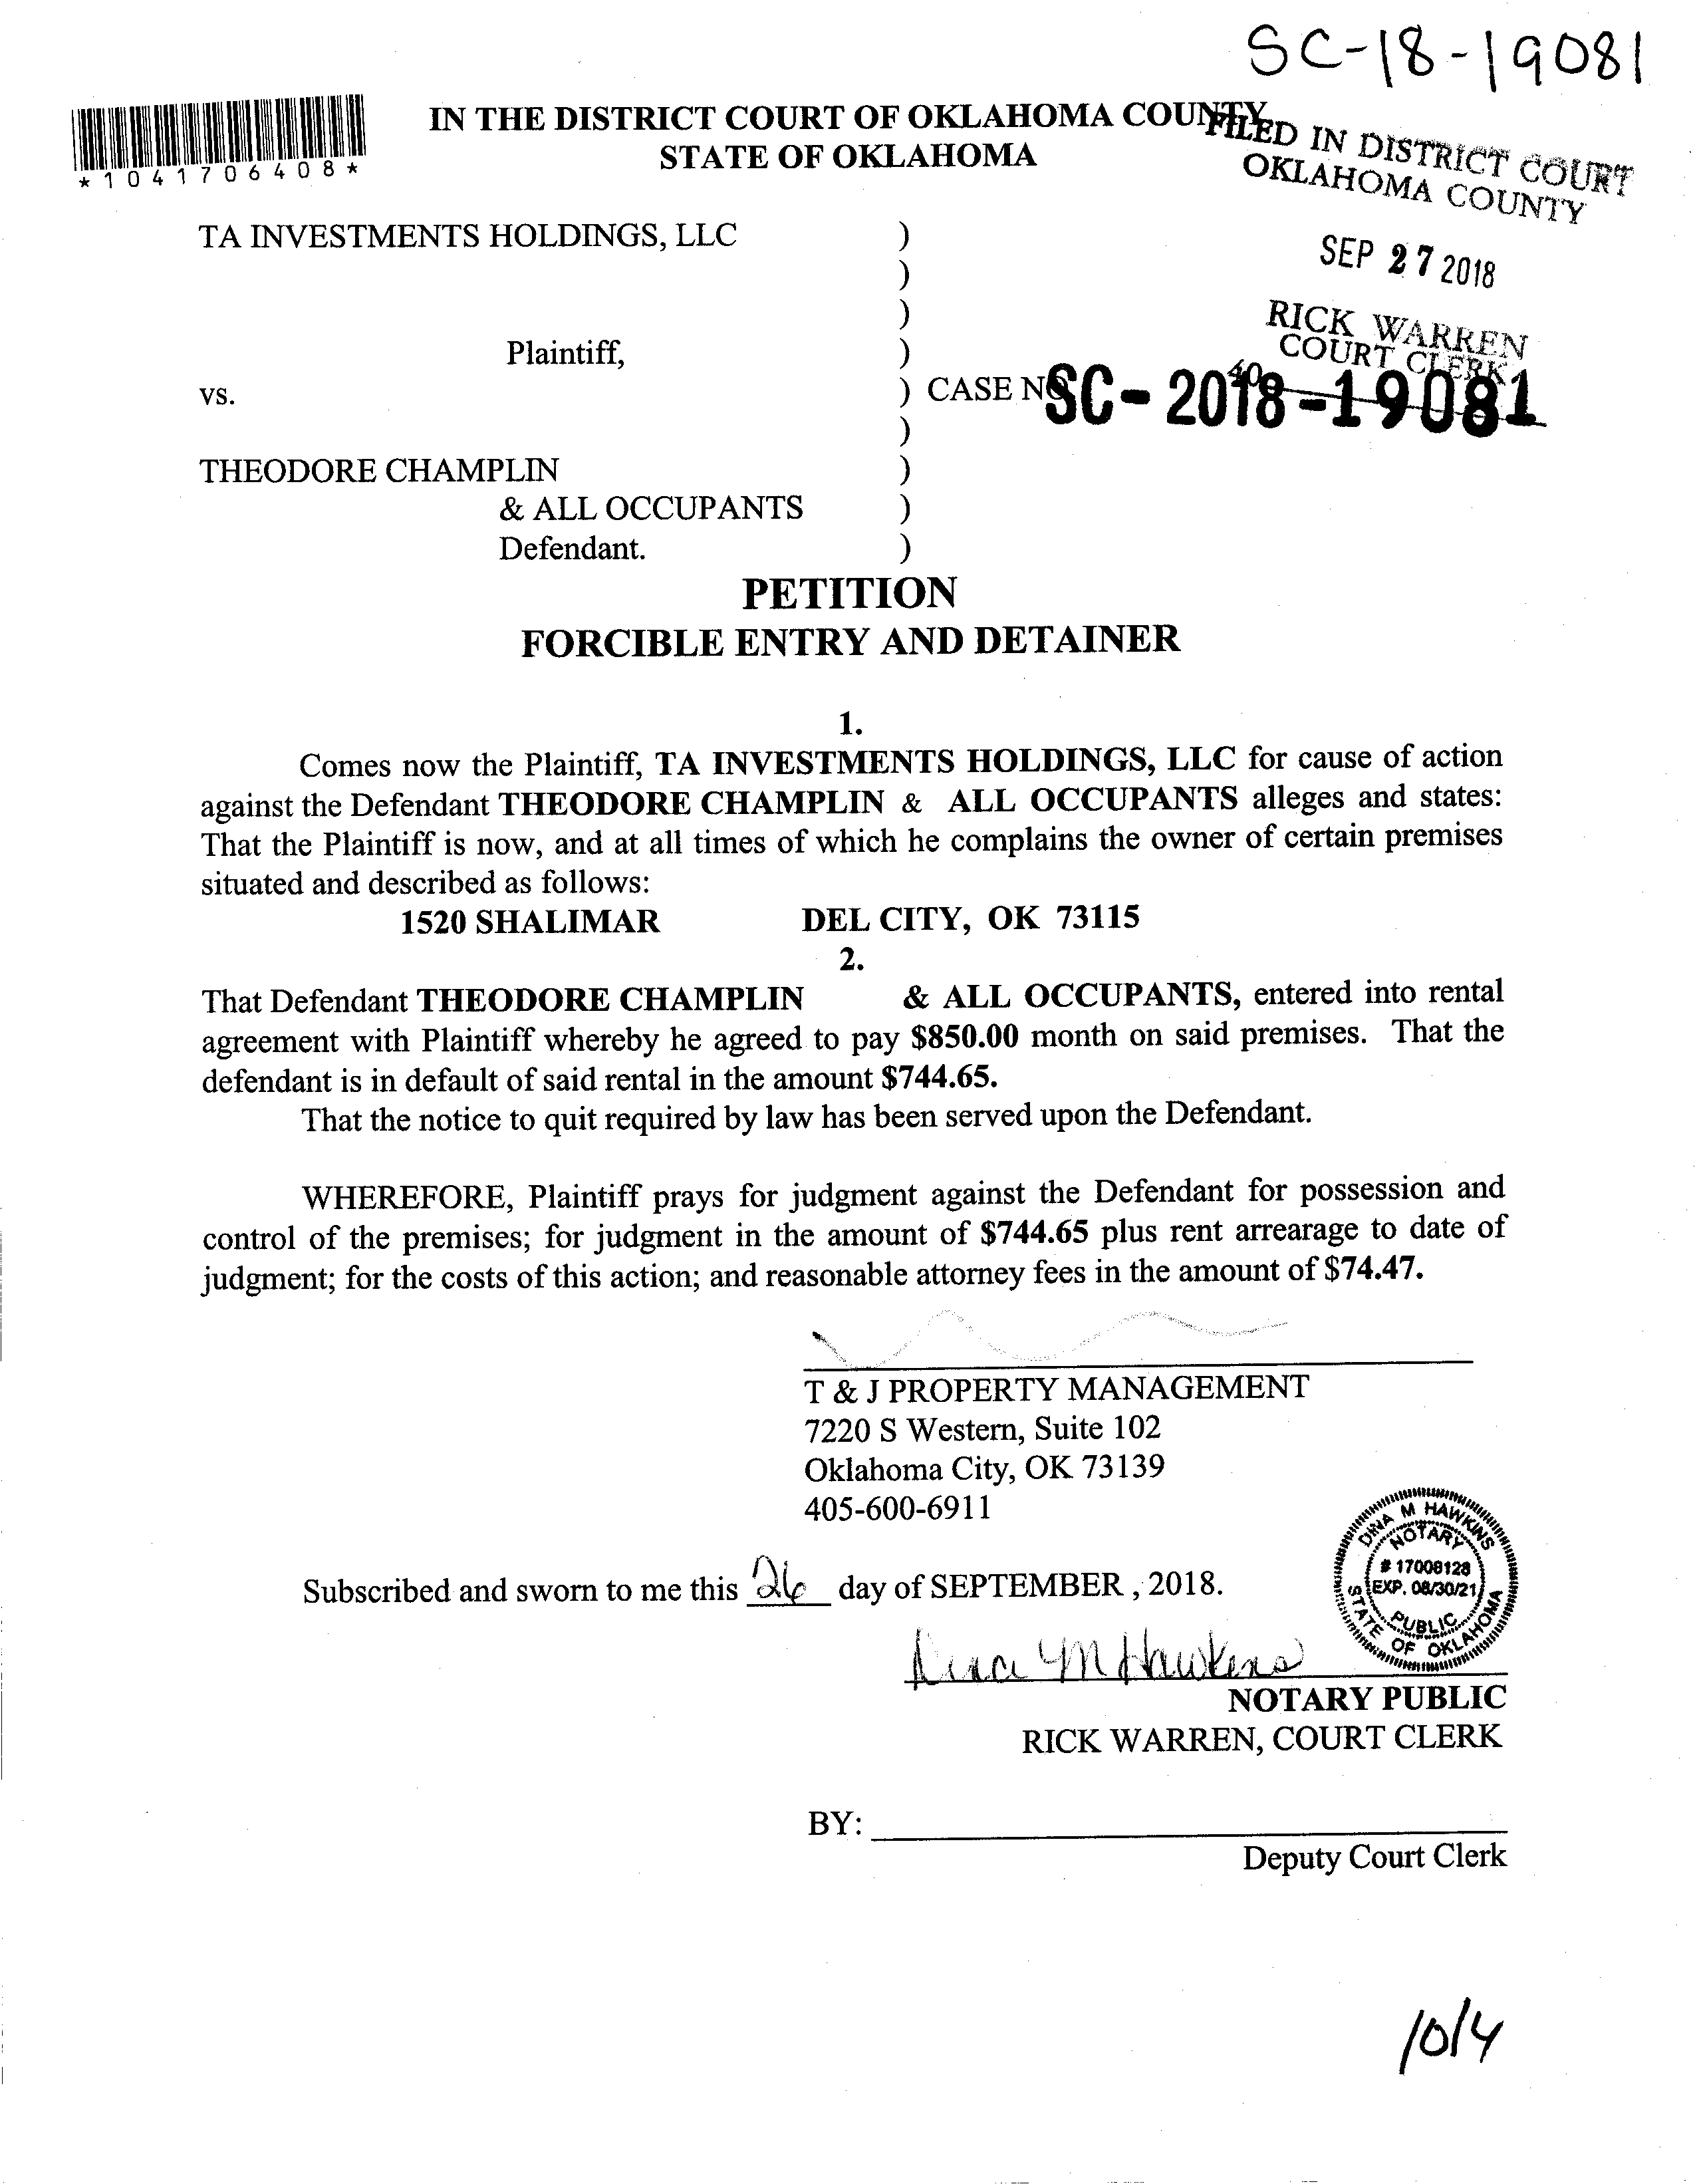 SC-18-19081
*1041706408*
IN THE DISTRICT COURT OF OKLAHOMA COUNTY
STATE OF OKLAHOMA
FILED IN DISTRICT COURT
OKLAHOMA COUNTY
SEP 27 2018
RICK WARREN
COURT CLERK
40
TA INVESTMENTS HOLDINGS, LLC )
)
)
Plaintiff, )
vs. ) CASE NO SC-2018-19081
)
THEODORE CHAMPLIN )
& ALL OCCUPANTS )
Defendant. )
PETITION
FORCIBLE ENTRY AND DETAINER
1.
Comes now the Plaintiff, TA INVESTMENTS HOLDINGS, LLC for cause of action
against the Defendant THEODORE CHAMPLIN & ALL OCCUPANTS alleges and states:
That the Plaintiff is now, and at all times of which he complains the owner of certain premises
situated and described as follows:
1520 SHALIMAR DEL CITY, OK 73115
2.
That Defendant THEODORE CHAMPLIN & ALL OCCUPANTS, entered into rental
agreement with Plaintiff whereby he agreed to pay $850.00 month on said premises. That the
defendant is in default of said rental in the amount $744.65.
That the notice to quit required by law has been served upon the Defendant.
WHEREFORE, Plaintiff prays for judgment against the Defendant for possession and
control of the premises; for judgment in the amount of $744.65 plus rent arrearage to date of
judgment; for the costs of this action; and reasonable attorney fees in the amount of $74.47.
T & J PROPERTY MANAGEMENT
7220 S Western, Suite 102
Oklahoma City, OK 73139
405-600-6911
DINA M HAWKINS
NOTARY
# 17008128
EXP. 08/30/21
PUBLIC
STATE OF OKLAHOMA
Subscribed and sworn to me this 26 day of SEPTEMBER , 2018.
Dina M Hawkins
NOTARY PUBLIC
RICK WARREN, COURT CLERK
BY:
Deputy Court Clerk
10/4